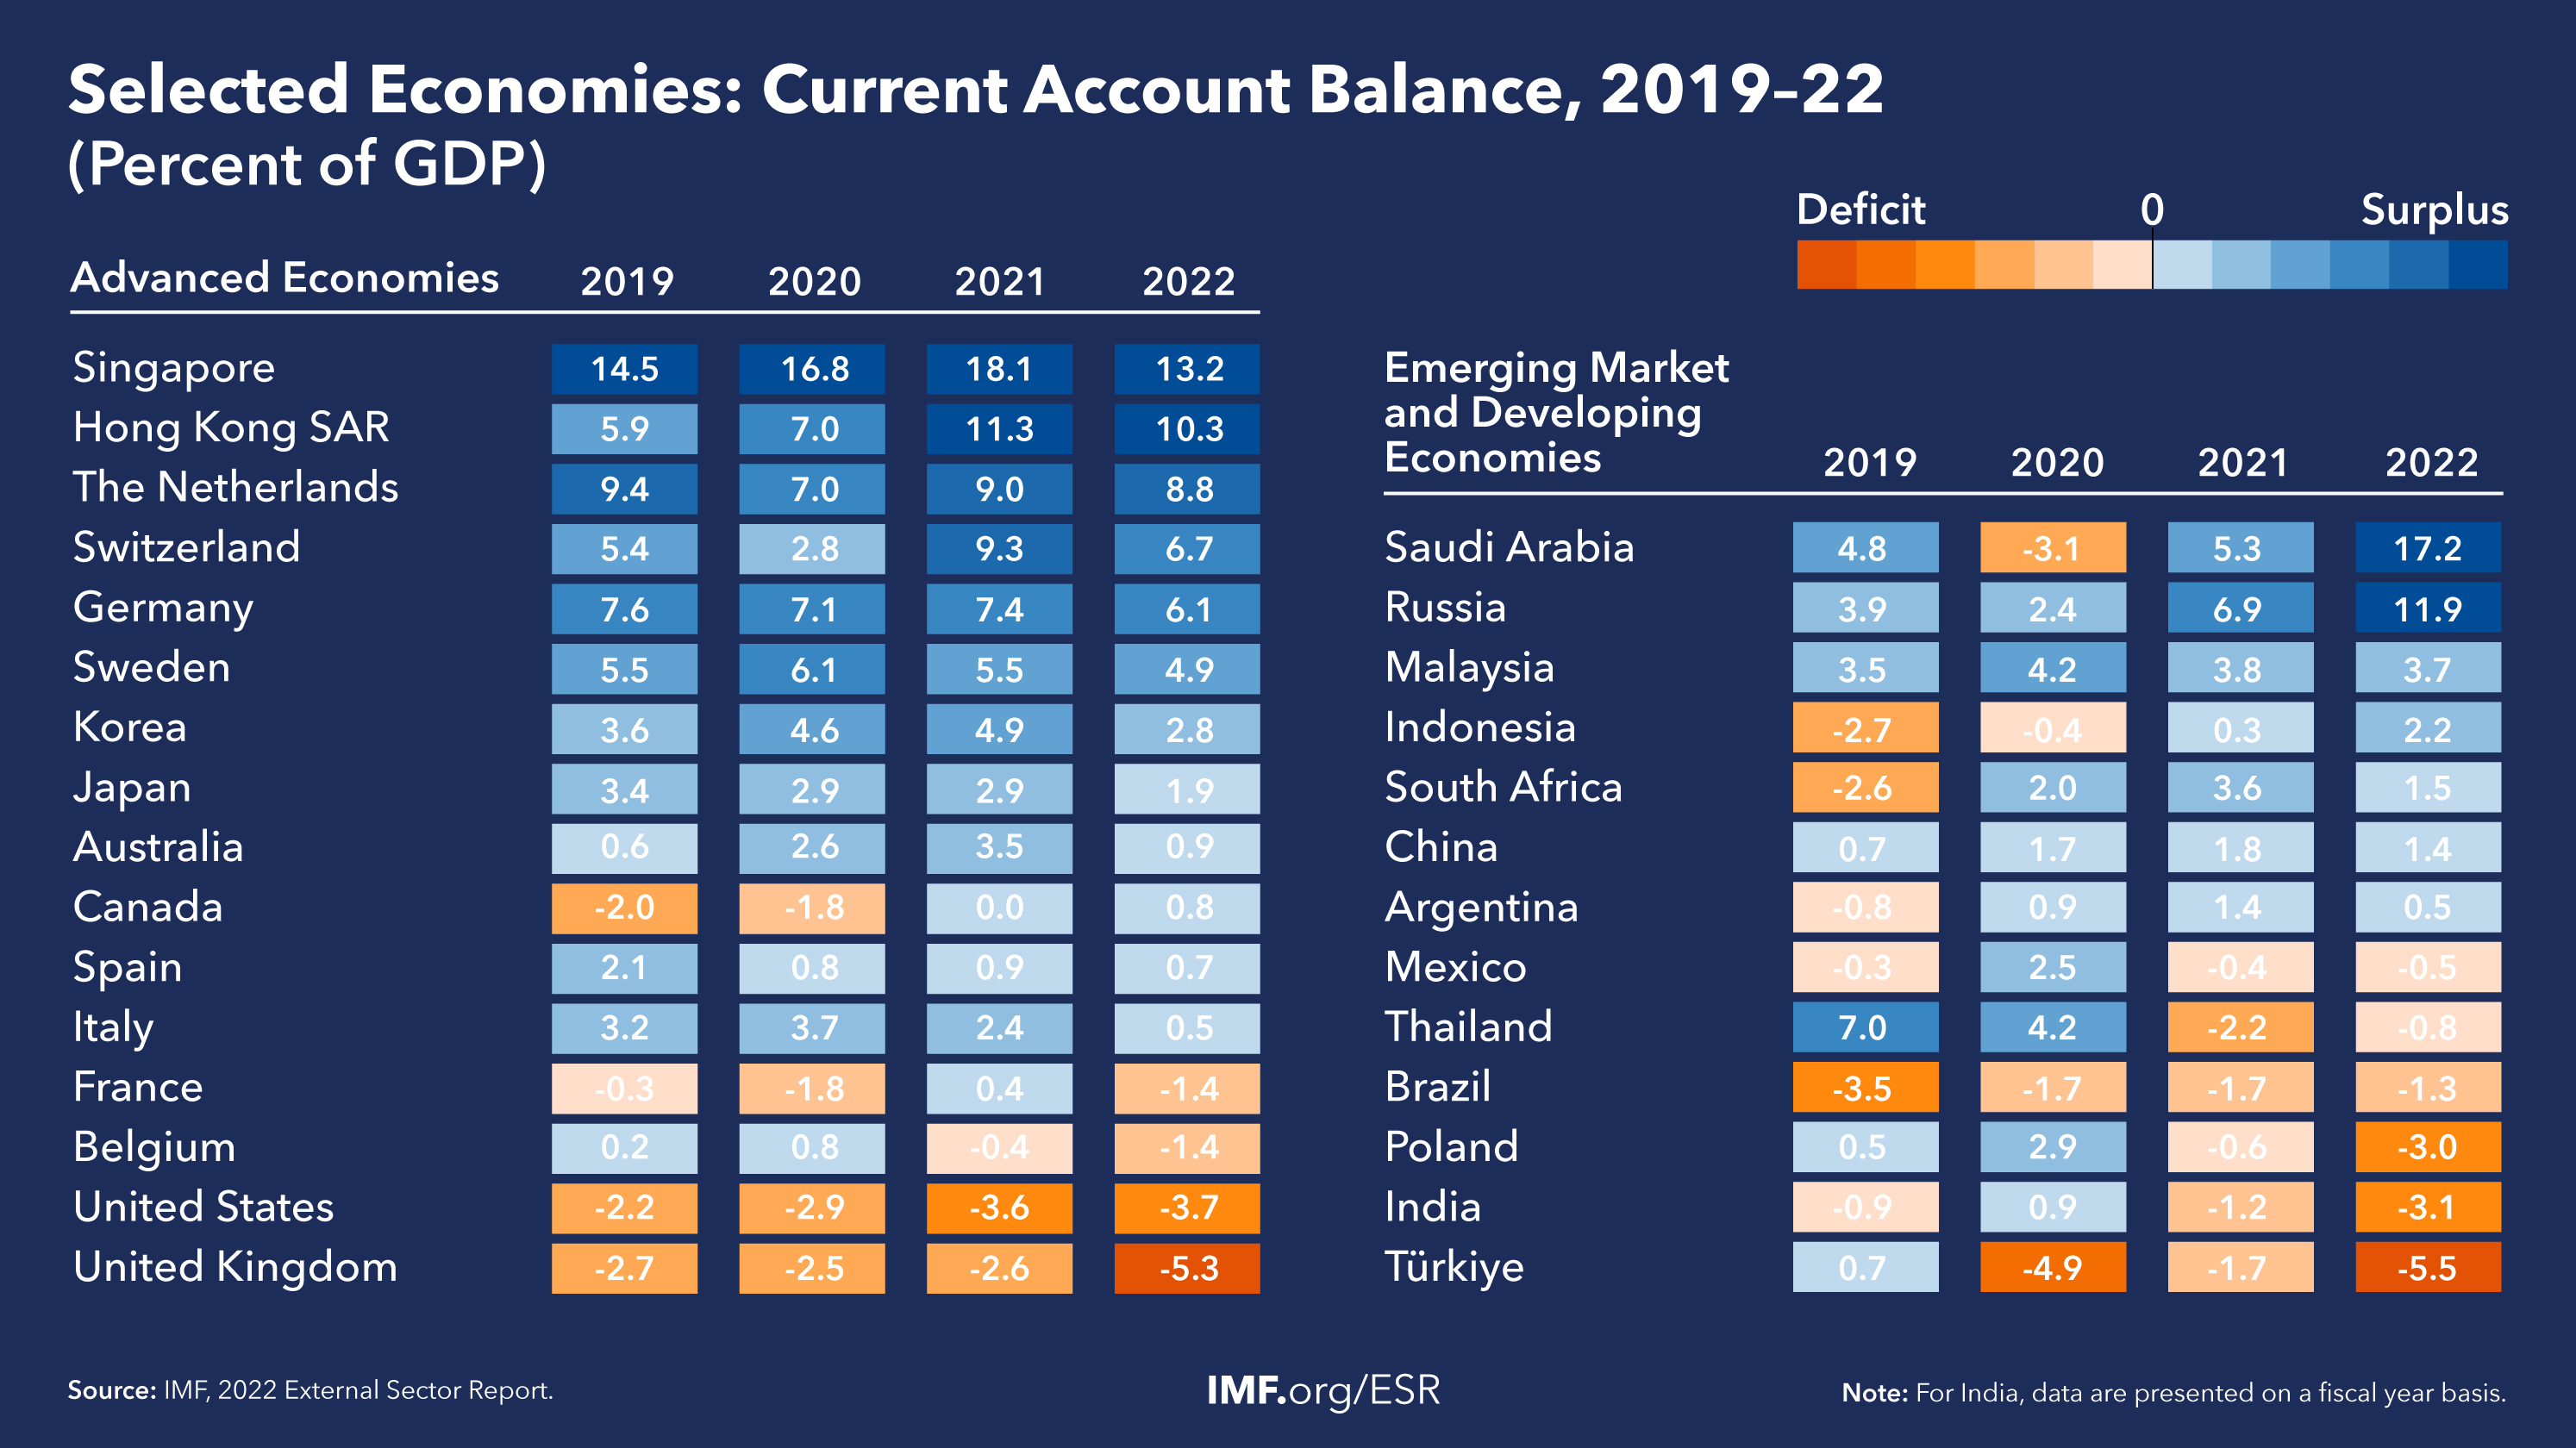 Selected Economies: Current Account Balance, 2019–22
(Percent of GDP)
Deficit 0 Surplus
Advanced Economies 2019 2020 2021 2022
Singapore 14.5 16.8 18.1 13.2
Hong Kong SAR 5.9 7.0 11.3 10.3
The Netherlands 9.4 7.0 9.0 8.8
Switzerland 5.4 2.8 9.3 6.7
Germany 7.6 7.1 7.4 6.1
Sweden 5.5 6.1 5.5 4.9
Korea 3.6 4.6 4.9 2.8
Japan 3.4 2.9 2.9 1.9
Australia 0.6 2.6 3.5 0.9
Canada -2.0 -1.8 0.0 0.8
Spain 2.1 0.8 0.9 0.7
Italy 3.2 3.7 2.4 0.5
France -0.3 -1.8 0.4 -1.4
Belgium 0.2 0.8 -0.4 -1.4
United States -2.2 -2.9 -3.6 -3.7
United Kingdom -2.7 -2.5 -2.6 -5.3
Emerging Market
and Developing
Economies 2019 2020 2021 2022
Saudi Arabia 4.8 -3.1 5.3 17.2
Russia 3.9 2.4 6.9 11.9
Malaysia 3.5 4.2 3.8 3.7
Indonesia -2.7 -0.4 0.3 2.2
South Africa -2.6 2.0 3.6 1.5
China 0.7 1.7 1.8 1.4
Argentina -0.8 0.9 1.4 0.5
Mexico -0.3 2.5 -0.4 -0.5
Thailand 7.0 4.2 -2.2 -0.8
Brazil -3.5 -1.7 -1.7 -1.3
Poland 0.5 2.9 -0.6 -3.0
India -0.9 0.9 -1.2 -3.1
Türkiye 0.7 -4.9 -1.7 -5.5
Source: IMF, 2022 External Sector Report.
IMF.org/ESR
Note: For India, data are presented on a fiscal year basis.